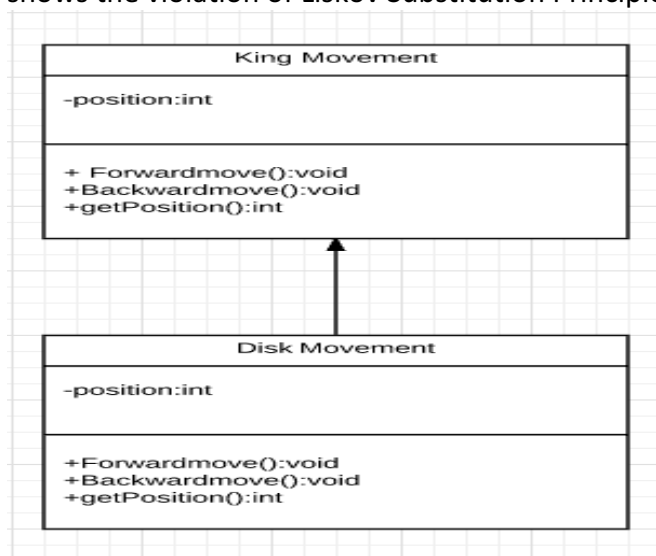 shows the violation of Liskov Substitution Principle
King Movement
-position:int
+ Forwardmove():void
+Backwardmove():void
+getPosition():int
Disk Movement
-position:int
+Forwardmove():void
+Backwardmove():void
+getPosition():int